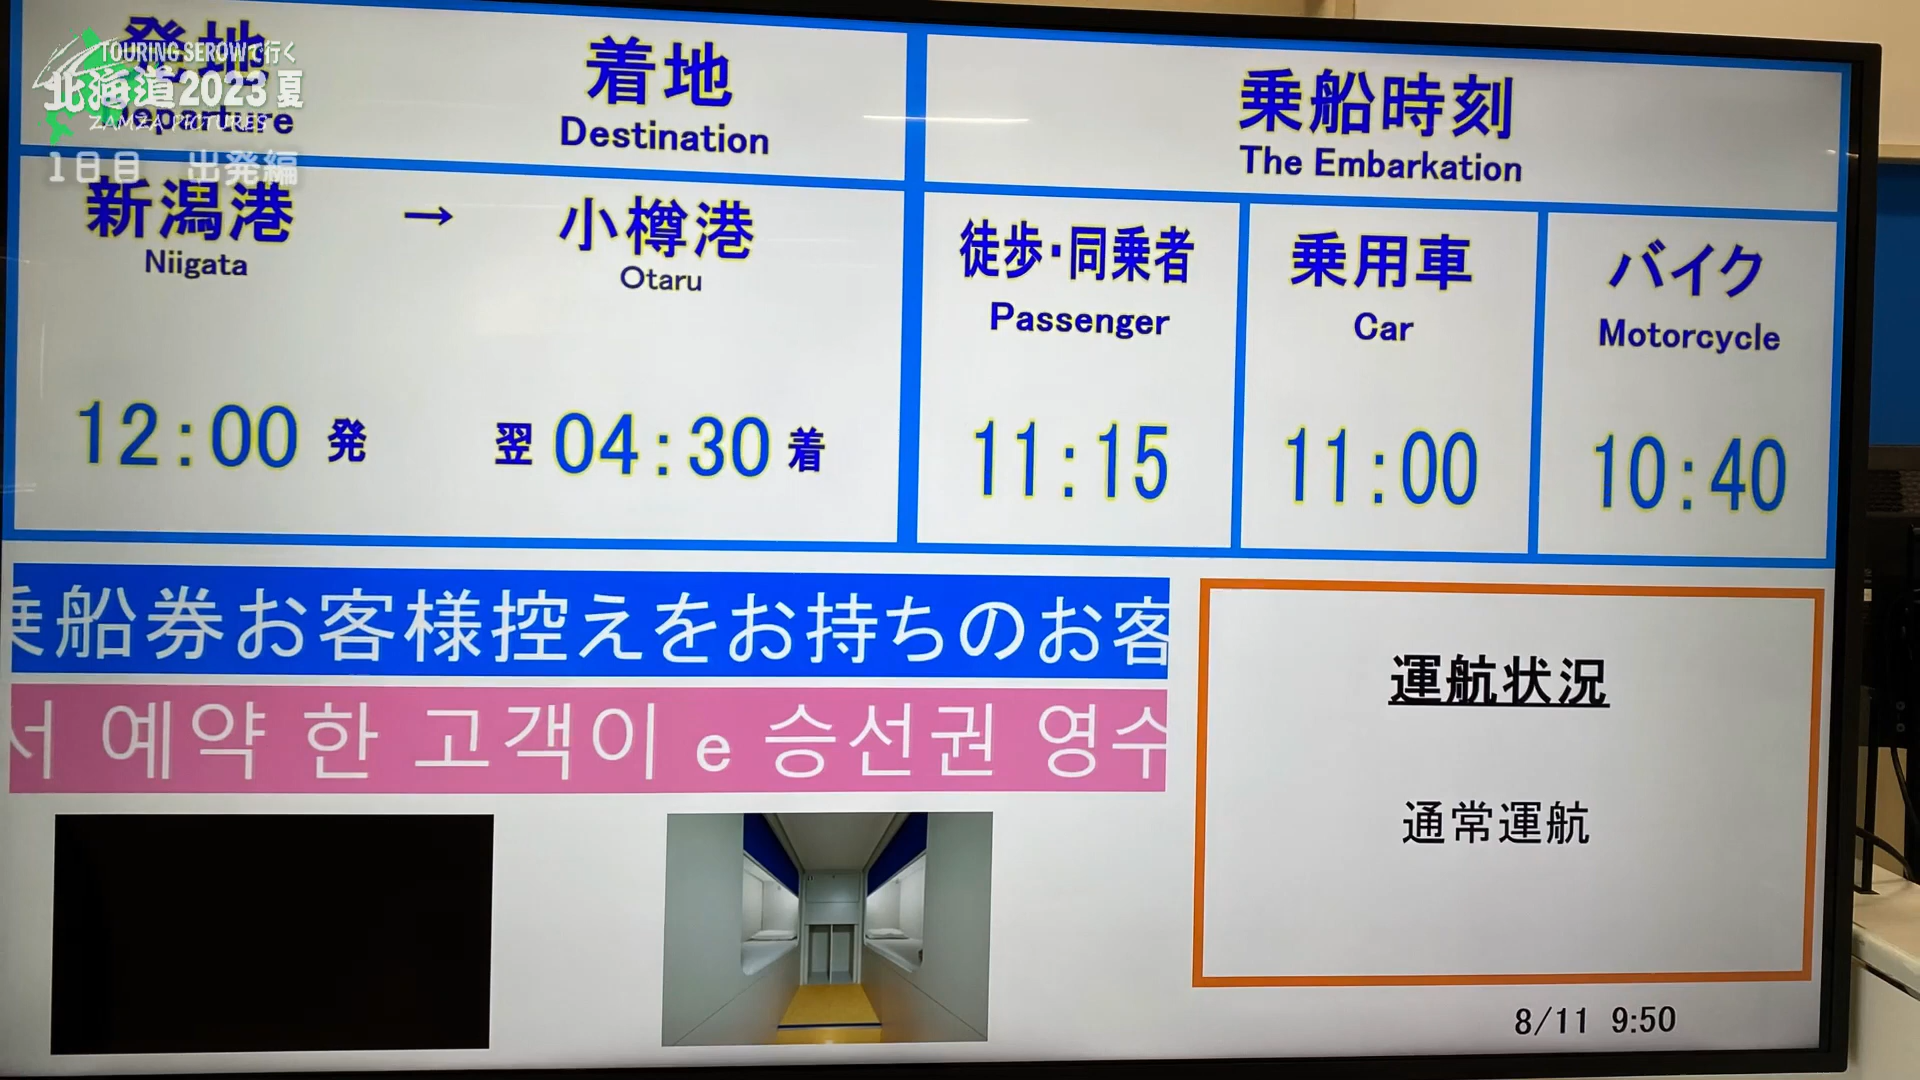 TOURING SEROWで行く
北海道2023夏
ZAMZA PICTURES
1日目 出発編
発地
Departure
着地
Destination
乗船時刻
The Embarkation
新潟港
Niigata
→
小樽港
Otaru
徒歩・同乗者
Passenger
乗用車
Car
バイク
Motorcycle
12:00 発
翌 04:30 着
11:15
11:00
10:40
乗船券お客様控えをお持ちのお客
서 예약 한 고객이 e 승선권 영수
運航状況
通常運航
8/11 9:50